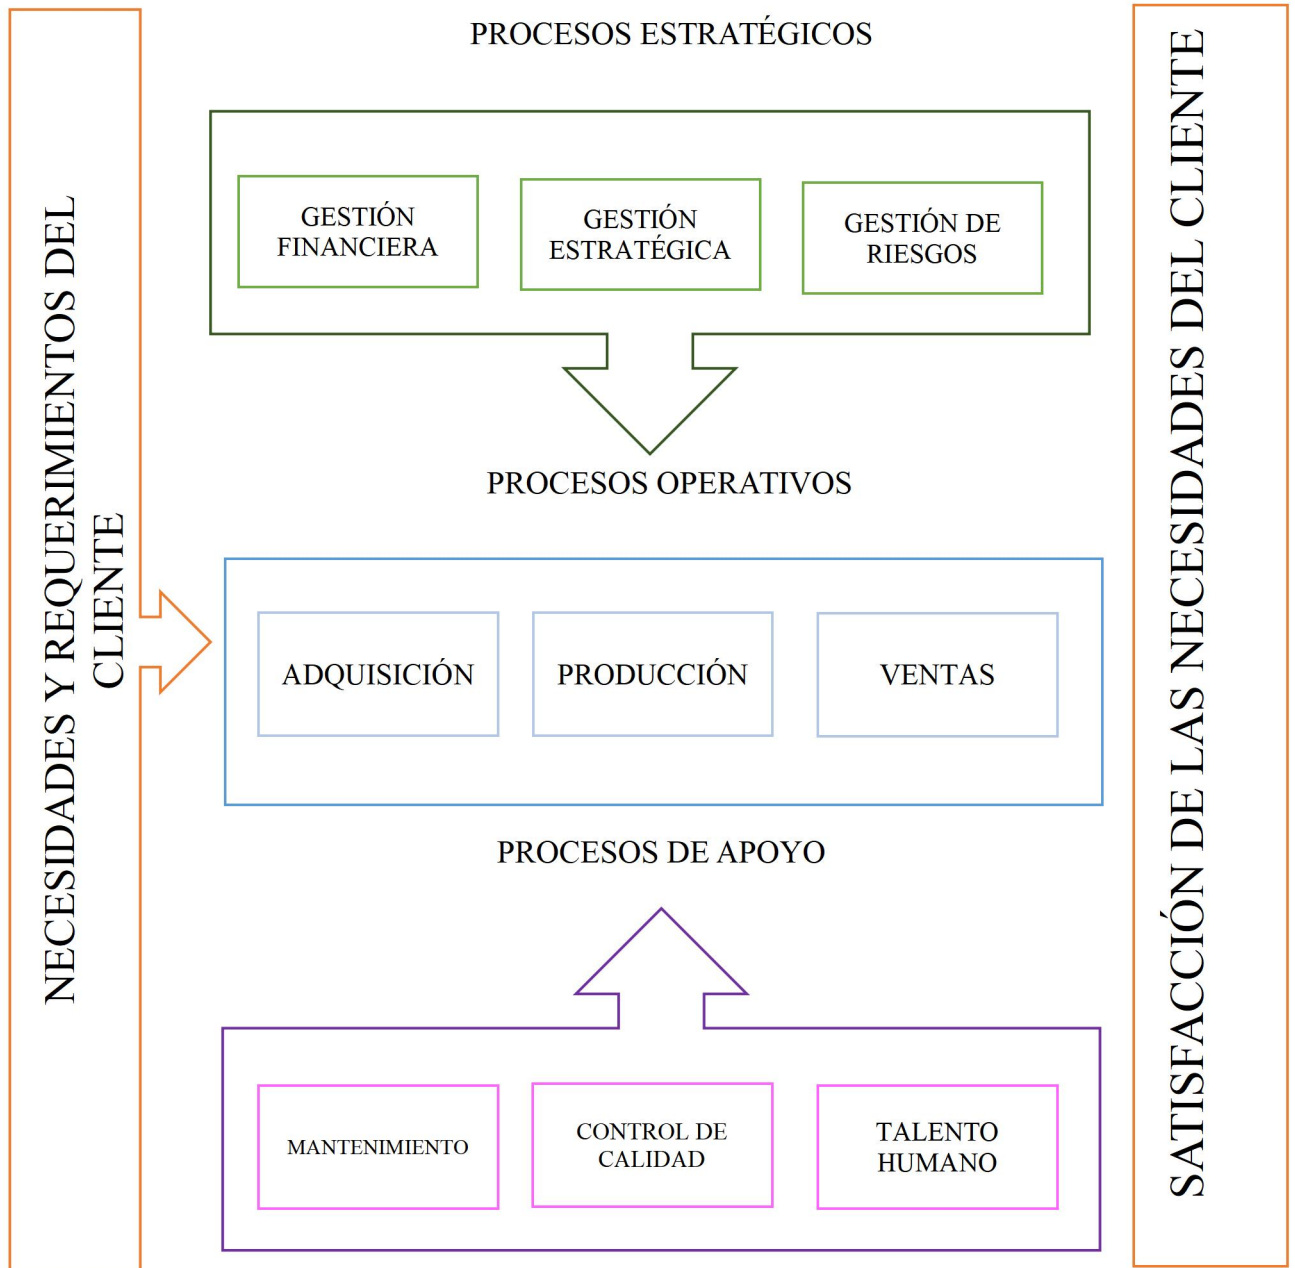 NECESIDADES Y REQUERIMIENTOS DEL
CLIENTE
PROCESOS ESTRATÉGICOS
GESTIÓN
FINANCIERA
GESTIÓN
ESTRATÉGICA
GESTIÓN DE
RIESGOS
PROCESOS OPERATIVOS
ADQUISICIÓN
PRODUCCIÓN
VENTAS
PROCESOS DE APOYO
MANTENIMIENTO
CONTROL DE
CALIDAD
TALENTO
HUMANO
SATISFACCIÓN DE LAS NECESIDADES DEL CLIENTE